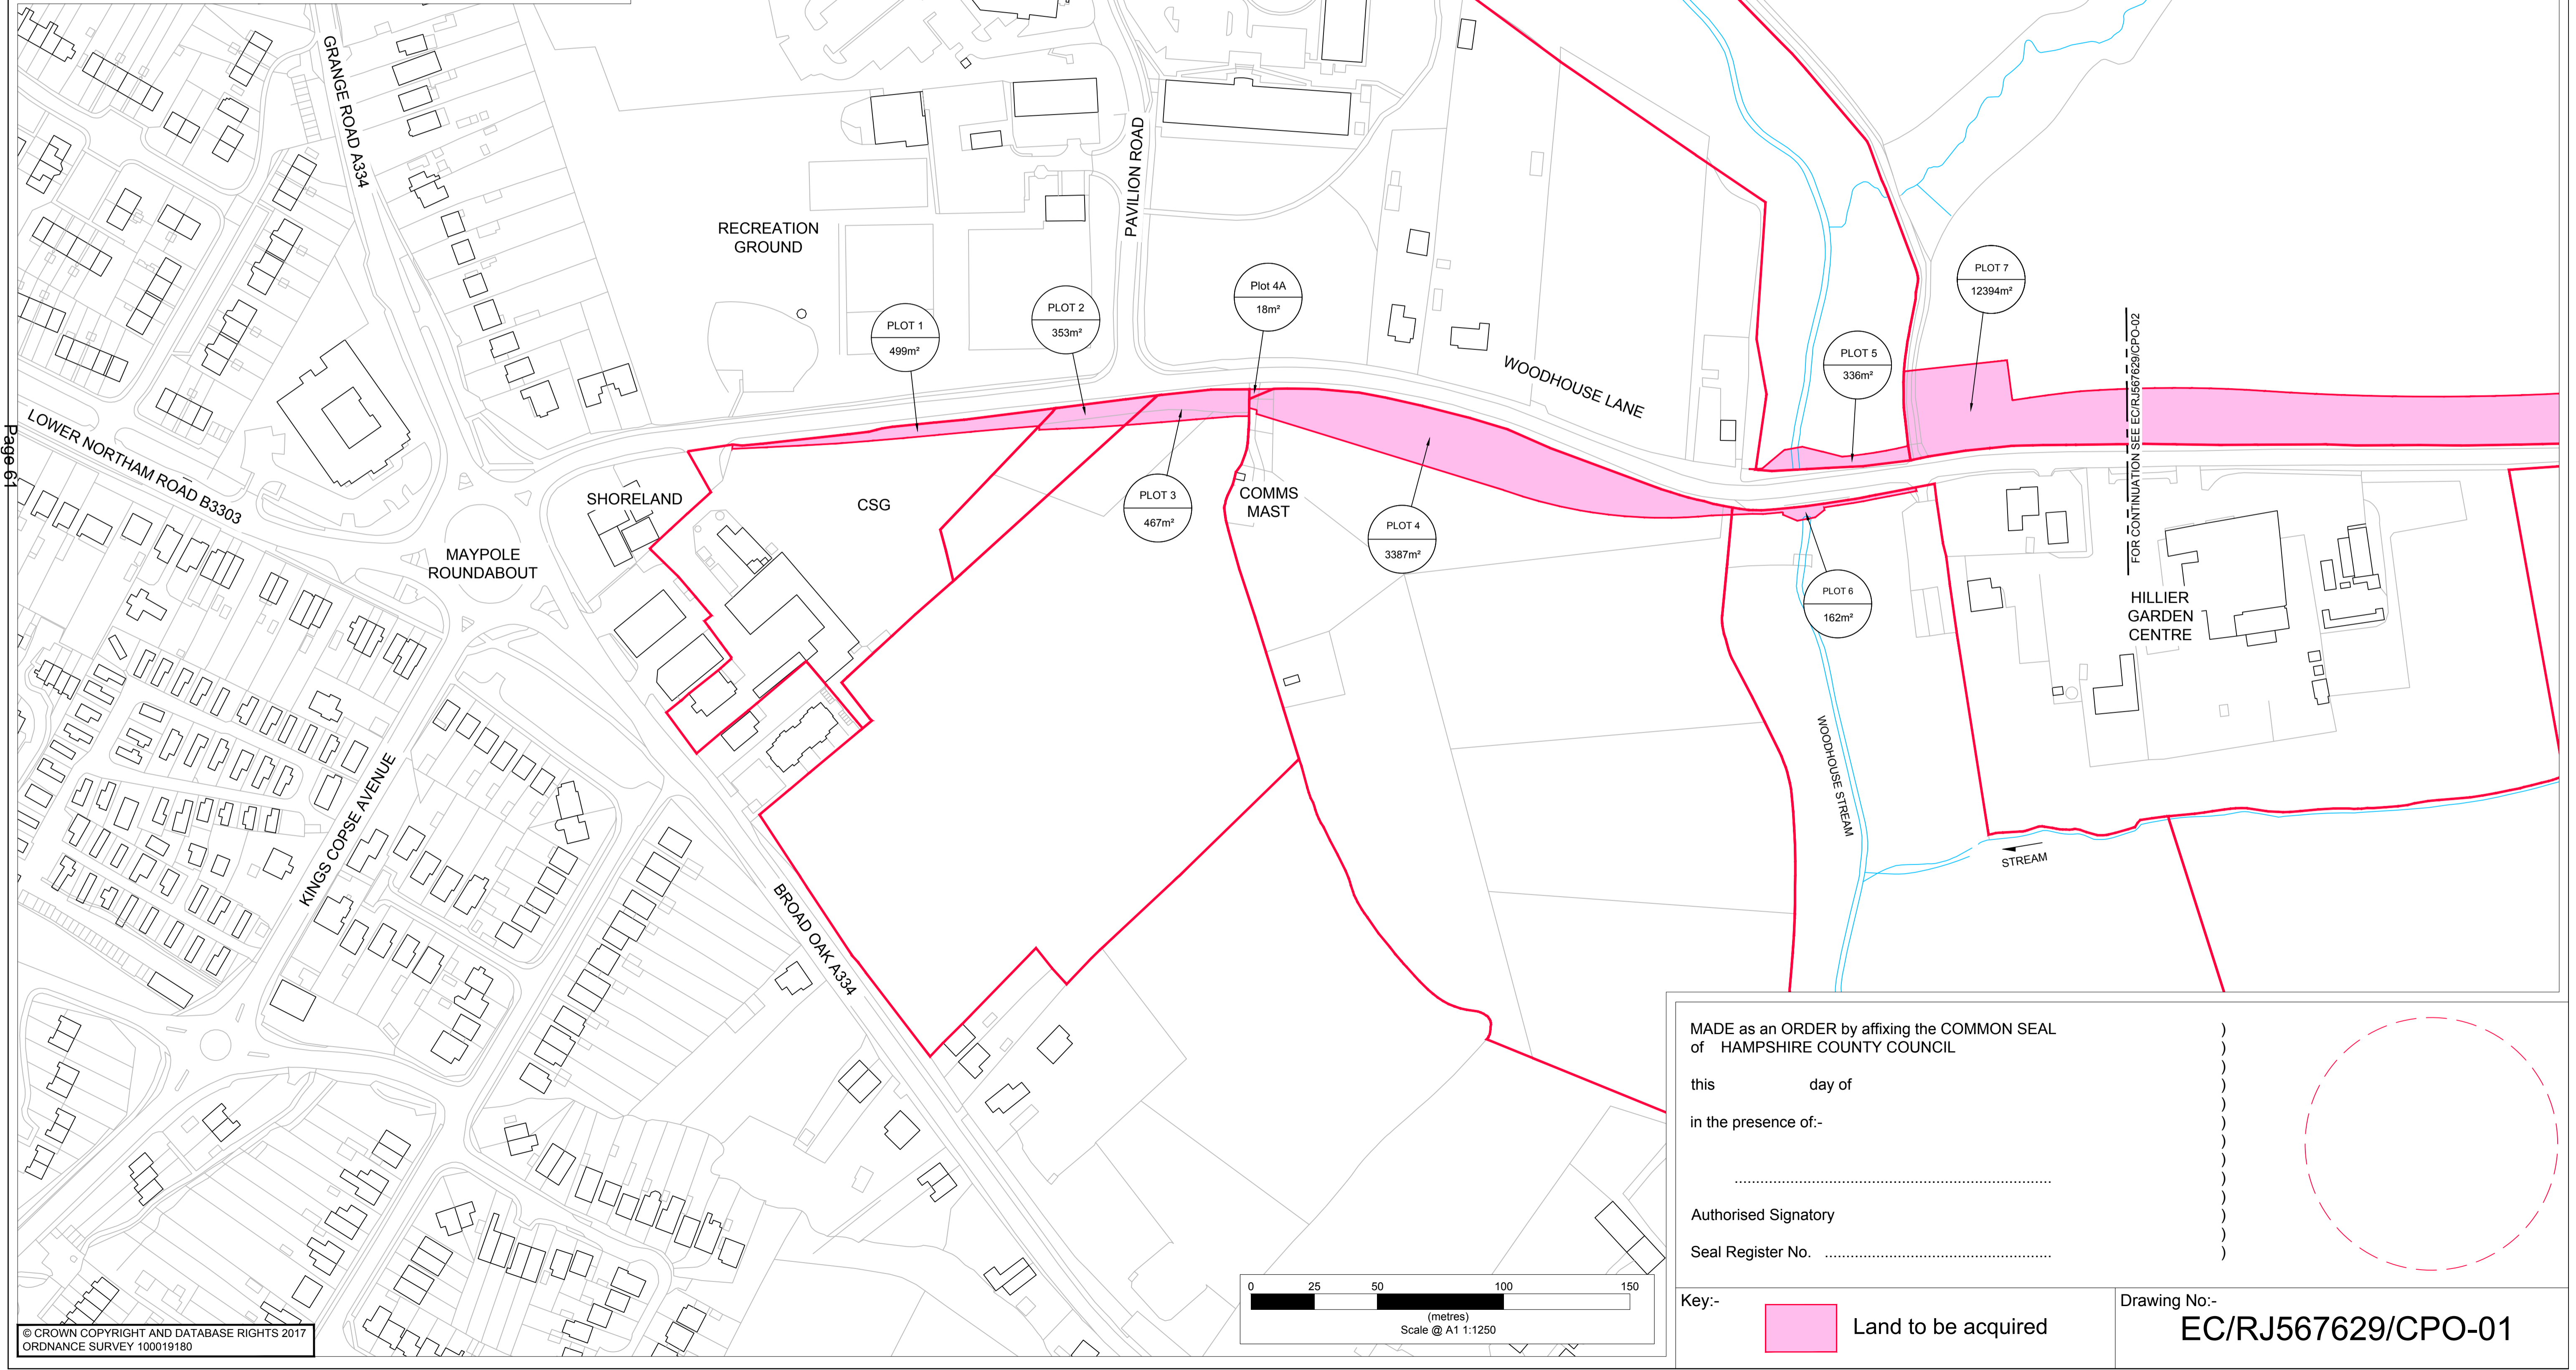 GRANGE ROAD A334
PAVILION ROAD
RECREATION
GROUND
PLOT 1
499m²
PLOT 2
353m²
Plot 4A
18m²
PLOT 5
336m²
PLOT 7
12394m²
WOODHOUSE LANE
FOR CONTINUATION SEE EC/RJ567629/CPO-02
LOWER NORTHAM ROAD B3303
Page 61
SHORELAND
CSG
PLOT 3
467m²
COMMS
MAST
PLOT 4
3387m²
MAYPOLE
ROUNDABOUT
PLOT 6
162m²
HILLIER
GARDEN
CENTRE
WOODHOUSE STREAM
KINGS COPSE AVENUE
STREAM
BROAD OAK A334
MADE as an ORDER by affixing the COMMON SEAL )
of HAMPSHIRE COUNTY COUNCIL )
)
this day of )
)
in the presence of:- )
)
)
........................................................................ )
)
Authorised Signatory )
)
Seal Register No. .................................................... )
0 25 50 100 150
(metres)
Scale @ A1 1:1250
© CROWN COPYRIGHT AND DATABASE RIGHTS 2017
ORDNANCE SURVEY 100019180
Key:-
Land to be acquired
Drawing No:-
EC/RJ567629/CPO-01